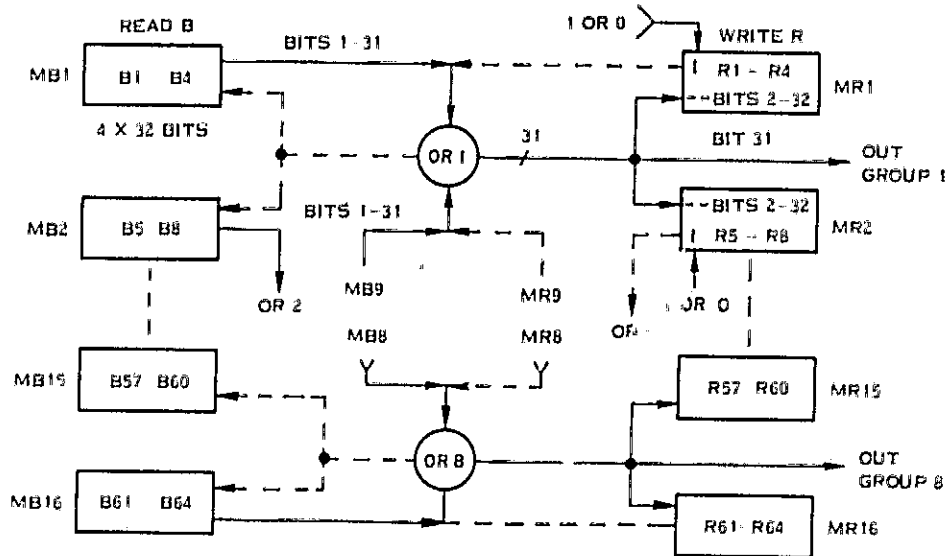 READ B
BITS 1-31
1 OR 0
WRITE R
MB1
B1 B4
R1 - R4
MR1
BITS 2-32
4 X 32 BITS
OR 1
31
BIT 31
OUT
GROUP 1
MB2
B5 B8
BITS 1-31
BITS 2-32
R5 - R8
MR2
OR 2
MB9
MR9
OR 0
MB8
MR8
MB15
B57 B60
R57 R60
MR15
OR 8
OUT
GROUP 8
MB16
B61 B64
R61- R64
MR16